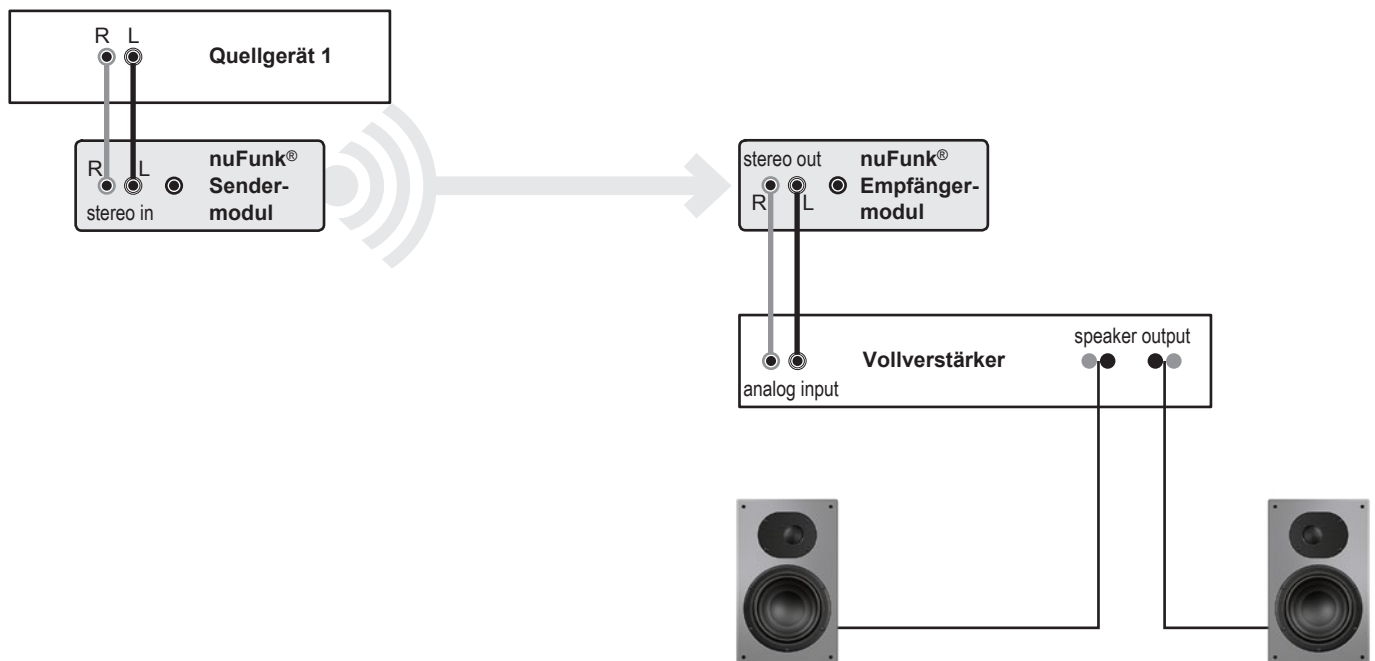 R L
Quellgerät 1
R L
stereo in
nuFunk®
Sender-
modul
stereo out
R L
nuFunk®
Empfänger-
modul
speaker output
Vollverstärker
analog input